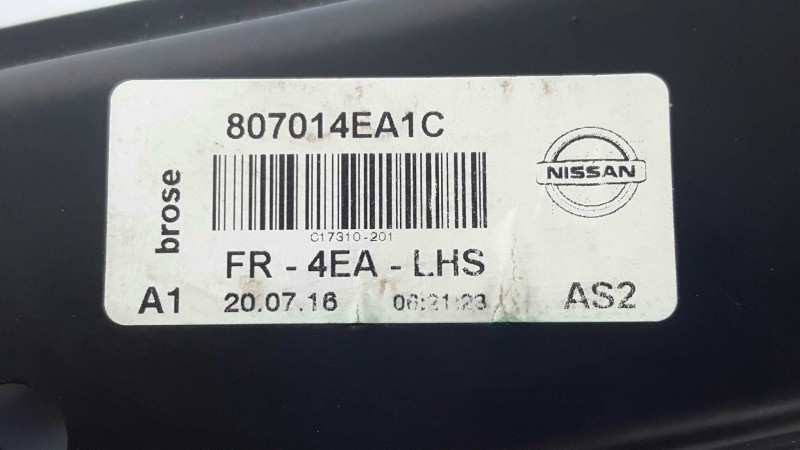 807014EA1C
brose
NISSAN
C17310-201
FR - 4EA - LHS
A1 20.07.16 06:21:23 AS2